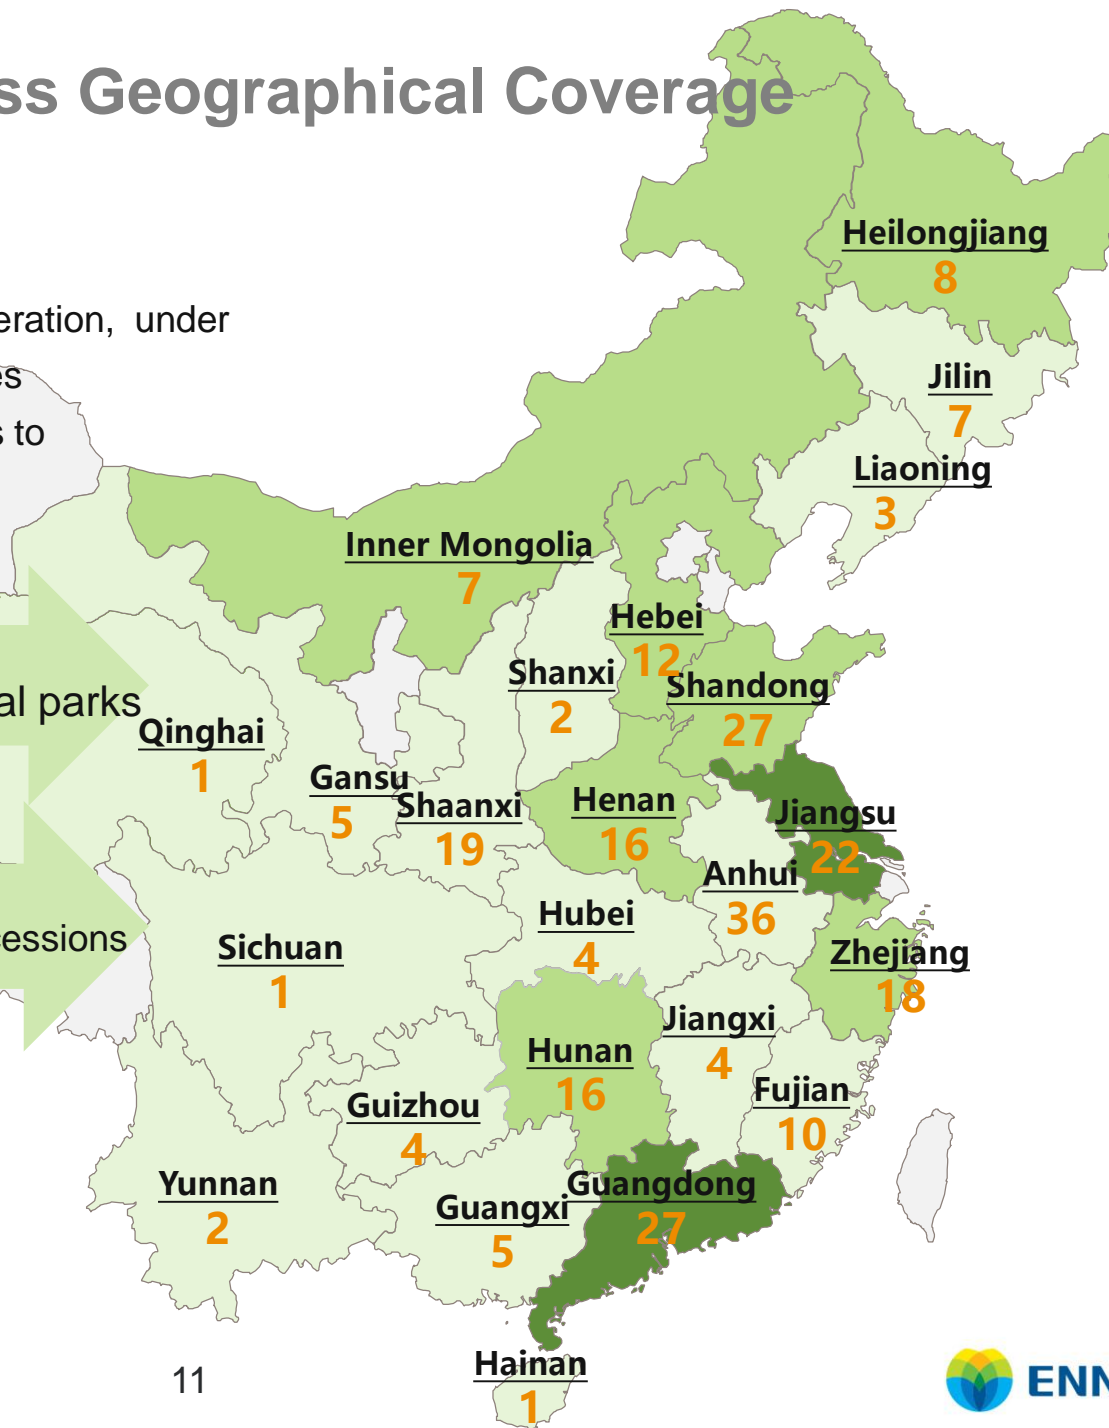 ss Geographical Coverage
eration, under
es
s to
Heilongjiang
8
Jilin
7
Liaoning
3
Inner Mongolia
7
Hebei
12
Shanxi
2
Shandong
27
al parks
Qinghai
1
Gansu
5
Shaanxi
19
Henan
16
Jiangsu
22
Anhui
36
Hubei
4
cessions
Sichuan
1
Zhejiang
18
Jiangxi
4
Hunan
16
Fujian
10
Guizhou
4
Yunnan
2
Guangdong
27
Guangxi
5
Hainan
1
11
ENN